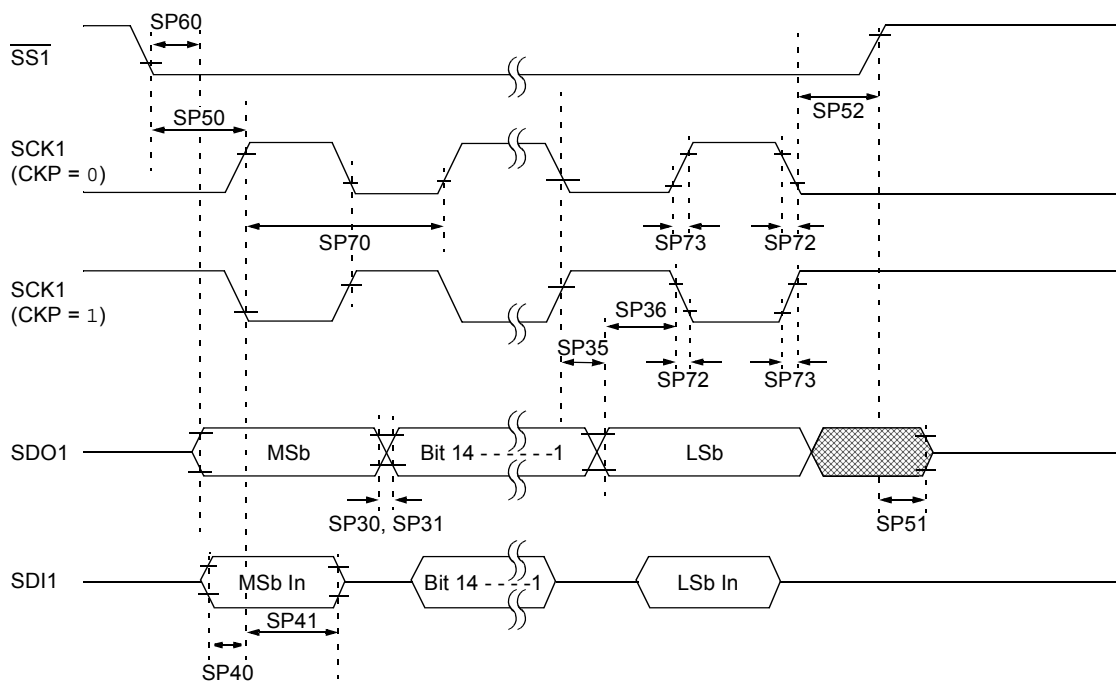 SP60
SS1
SP50
SP52
SCK1
(CKP = 0)
SP70
SP73
SP72
SCK1
(CKP = 1)
SP36
SP35
SP72
SP73
SDO1
MSb
Bit 14 - - - - - -1
LSb
SP30, SP31
SP51
SDI1
MSb In
Bit 14 - - - -1
LSb In
SP41
SP40